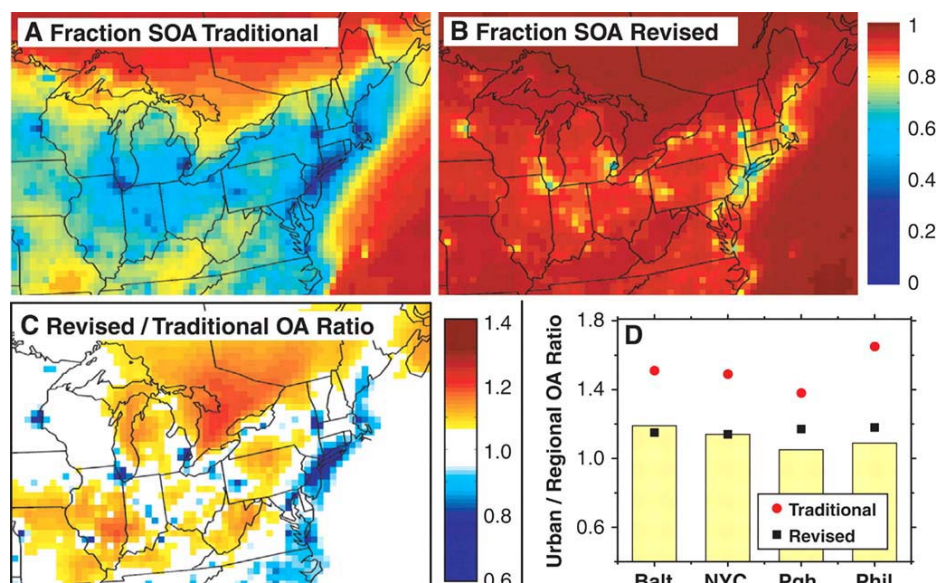 A Fraction SOA Traditional
B Fraction SOA Revised
1
0.8
0.6
0.4
0.2
0
C Revised / Traditional OA Ratio
1.4
1.2
1.0
0.8
0.6
D
Urban / Regional OA Ratio
1.8
1.4
1.0
0.6
Traditional
Revised
Balt
NYC
Pgh
Phil